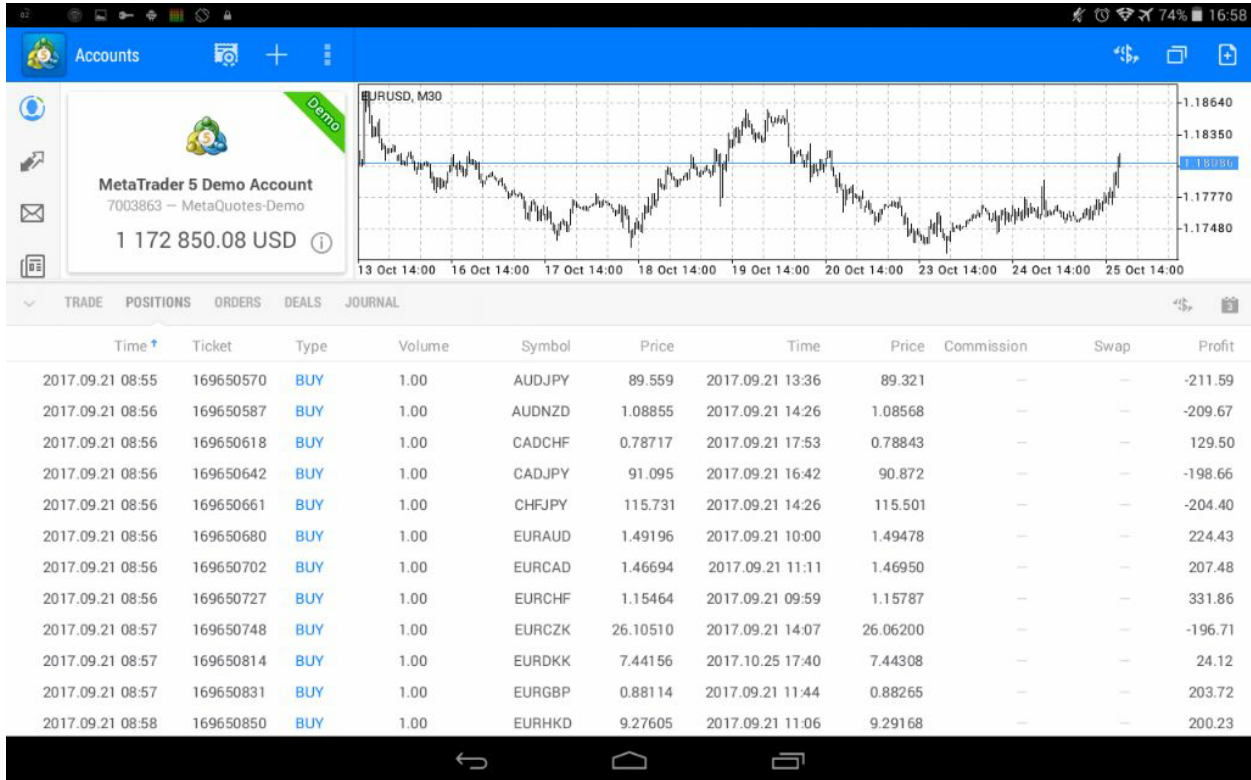 74% 16:58
Accounts
Demo
MetaTrader 5 Demo Account
7003863 — MetaQuotes-Demo
1 172 850.08 USD
EURUSD, M30
1.18640
1.18350
1.18086
1.17770
1.17480
13 Oct 14:00 16 Oct 14:00 17 Oct 14:00 18 Oct 14:00 19 Oct 14:00 20 Oct 14:00 23 Oct 14:00 24 Oct 14:00 25 Oct 14:00
TRADE POSITIONS ORDERS DEALS JOURNAL
Time Ticket Type Volume Symbol Price Time Price Commission Swap Profit
2017.09.21 08:55 169650570 BUY 1.00 AUDJPY 89.559 2017.09.21 13:36 89.321 — — -211.59
2017.09.21 08:56 169650587 BUY 1.00 AUDNZD 1.08855 2017.09.21 14:26 1.08568 — — -209.67
2017.09.21 08:56 169650618 BUY 1.00 CADCHF 0.78717 2017.09.21 17:53 0.78843 — — 129.50
2017.09.21 08:56 169650642 BUY 1.00 CADJPY 91.095 2017.09.21 16:42 90.872 — — -198.66
2017.09.21 08:56 169650661 BUY 1.00 CHFJPY 115.731 2017.09.21 14:26 115.501 — — -204.40
2017.09.21 08:56 169650680 BUY 1.00 EURAUD 1.49196 2017.09.21 10:00 1.49478 — — 224.43
2017.09.21 08:56 169650702 BUY 1.00 EURCAD 1.46694 2017.09.21 11:11 1.46950 — — 207.48
2017.09.21 08:56 169650727 BUY 1.00 EURCHF 1.15464 2017.09.21 09:59 1.15787 — — 331.86
2017.09.21 08:57 169650748 BUY 1.00 EURCZK 26.10510 2017.09.21 14:07 26.06200 — — -196.71
2017.09.21 08:57 169650814 BUY 1.00 EURDKK 7.44156 2017.10.25 17:40 7.44308 — — 24.12
2017.09.21 08:57 169650831 BUY 1.00 EURGBP 0.88114 2017.09.21 11:44 0.88265 — — 203.72
2017.09.21 08:58 169650850 BUY 1.00 EURHKD 9.27605 2017.09.21 11:06 9.29168 — — 200.23